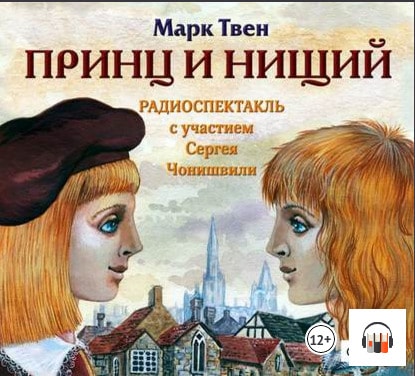 Марк Твен
ПРИНЦ И НИЩИЙ
РАДИОСПЕКТАКЛЬ
с участием
Сергея
Чонишвили
12+